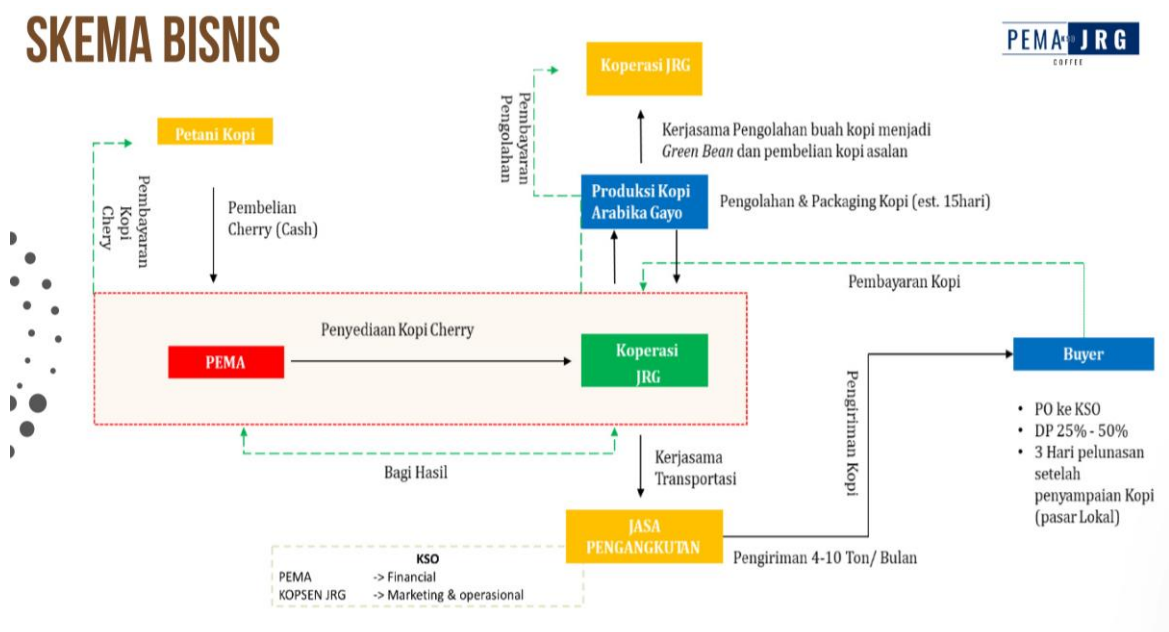 SKEMA BISNIS
PEMA KSO JRG
COFFEE
Koperasi JRG
Petani Kopi
Pembayaran
Pengolahan
Kerjasama Pengolahan buah kopi menjadi
Green Bean dan pembelian kopi asalan
Pembayaran
Kopi
Chery
Pembelian
Cherry (Cash)
Produksi Kopi
Arabika Gayo
Pengolahan & Packaging Kopi (est. 15hari)
Pembayaran Kopi
Penyediaan Kopi Cherry
PEMA
Koperasi
JRG
Buyer
Pengiriman Kopi
• PO ke KSO
• DP 25% - 50%
• 3 Hari pelunasan
setelah
penyampaian Kopi
(pasar Lokal)
Bagi Hasil
Kerjasama
Transportasi
JASA
PENGANGKUTAN
Pengiriman 4-10 Ton/ Bulan
KSO
PEMA -> Financial
KOPSEN JRG -> Marketing & operasional